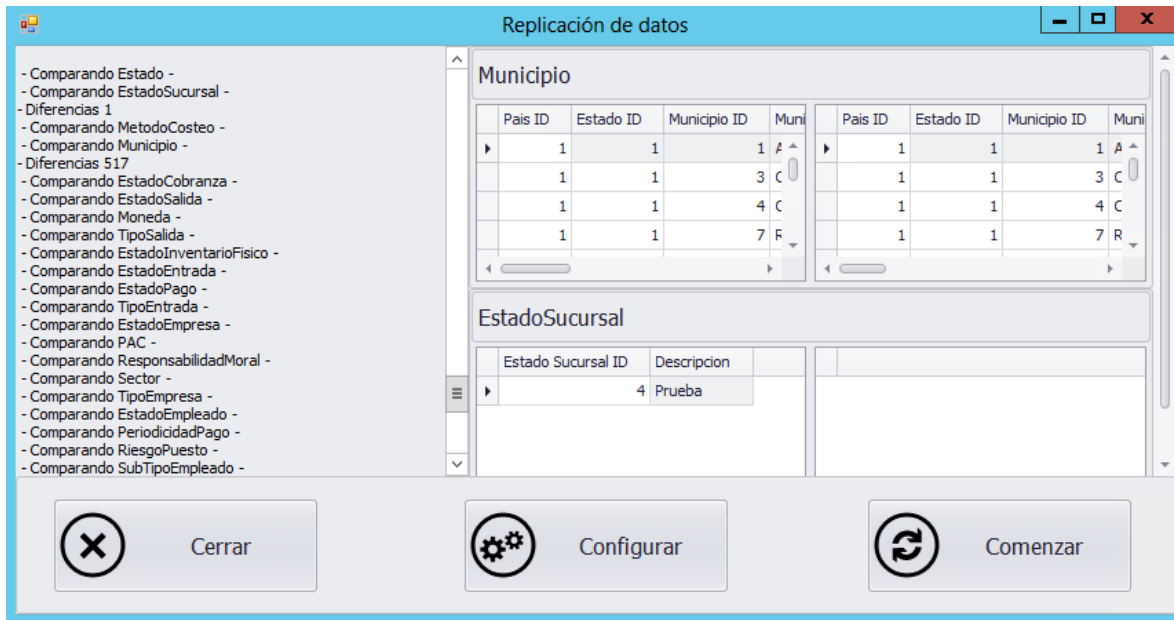 Replicación de datos
- Comparando Estado -
- Comparando EstadoSucursal -
- Diferencias 1
- Comparando MetodoCosteo -
- Comparando Municipio -
- Diferencias 517
- Comparando EstadoCobranza -
- Comparando EstadoSalida -
- Comparando Moneda -
- Comparando TipoSalida -
- Comparando EstadoInventarioFisico -
- Comparando EstadoEntrada -
- Comparando EstadoPago -
- Comparando TipoEntrada -
- Comparando EstadoEmpresa -
- Comparando PAC -
- Comparando ResponsabilidadMoral -
- Comparando Sector -
- Comparando TipoEmpresa -
- Comparando EstadoEmpleado -
- Comparando PeriodicidadPago -
- Comparando RiesgoPuesto -
- Comparando SubTipoEmpleado -
Municipio
Pais ID Estado ID Municipio ID Muni
1 1 1 A
1 1 3 C
1 1 4 C
1 1 7 R
Pais ID Estado ID Municipio ID Muni
1 1 1 A
1 1 3 C
1 1 4 C
1 1 7 R
EstadoSucursal
Estado Sucursal ID Descripcion
4 Prueba
Cerrar
Configurar
Comenzar